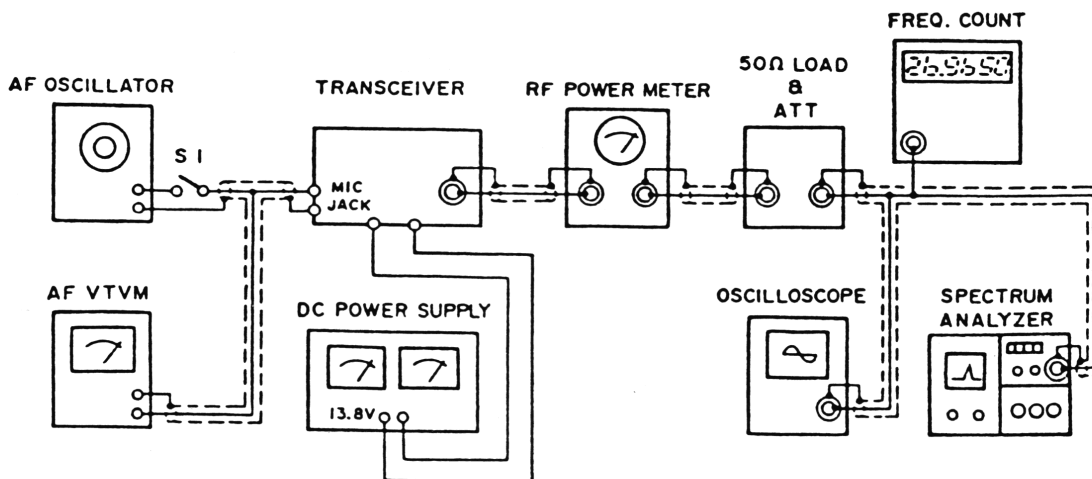 FREQ. COUNT
26.9650
50Ω LOAD
&
ATT
AF OSCILLATOR
TRANSCEIVER
RF POWER METER
S1
MIC
JACK
AF VTVM
DC POWER SUPPLY
13.8V
OSCILLOSCOPE
SPECTRUM
ANALYZER